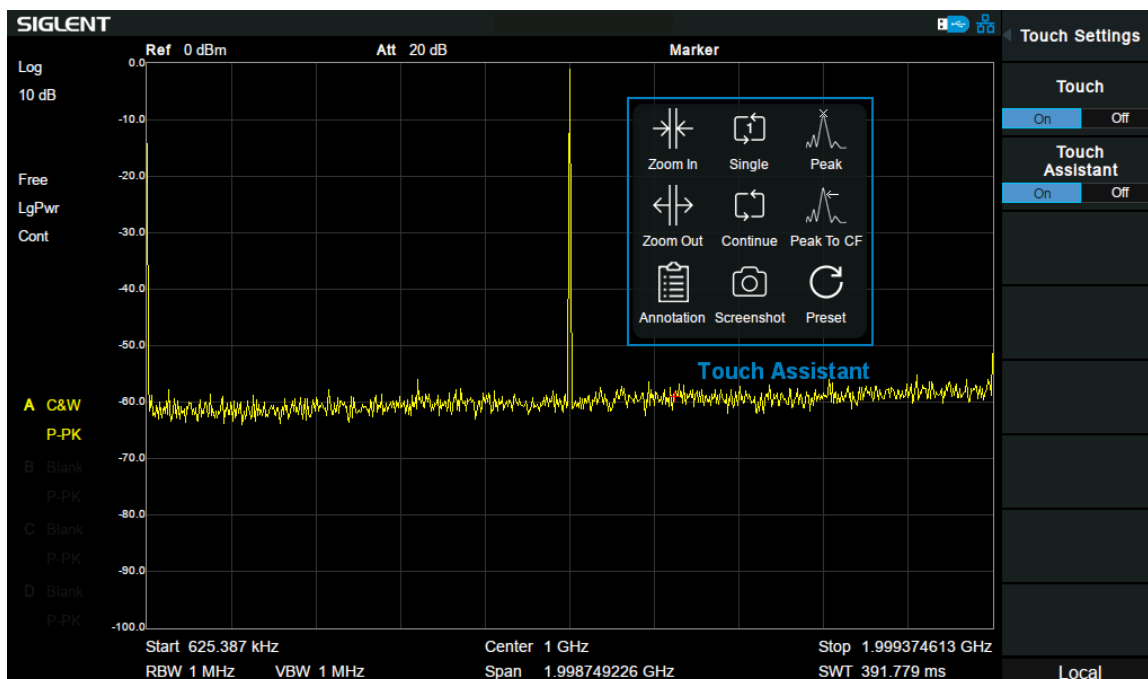 SIGLENT
Touch Settings
Ref 0 dBm Att 20 dB Marker
Log
10 dB
Free
LgPwr
Cont
A C&W
P-PK
B Blank
P-PK
C Blank
P-PK
D Blank
P-PK
0.0
-10.0
-20.0
-30.0
-40.0
-50.0
-60.0
-70.0
-80.0
-90.0
-100.0
1
Zoom In Single Peak
Zoom Out Continue Peak To CF
Annotation Screenshot Preset
Touch Assistant
Start 625.387 kHz Center 1 GHz Stop 1.999374613 GHz
RBW 1 MHz VBW 1 MHz Span 1.998749226 GHz SWT 391.779 ms
Touch
On Off
Touch
Assistant
On Off
Local